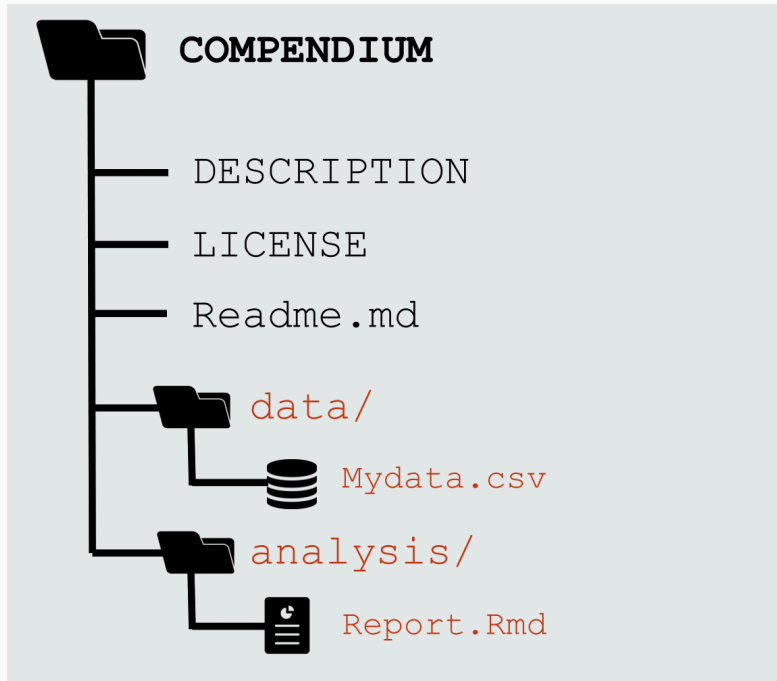 COMPENDIUM
DESCRIPTION
LICENSE
Readme.md
data/
Mydata.csv
analysis/
Report.Rmd